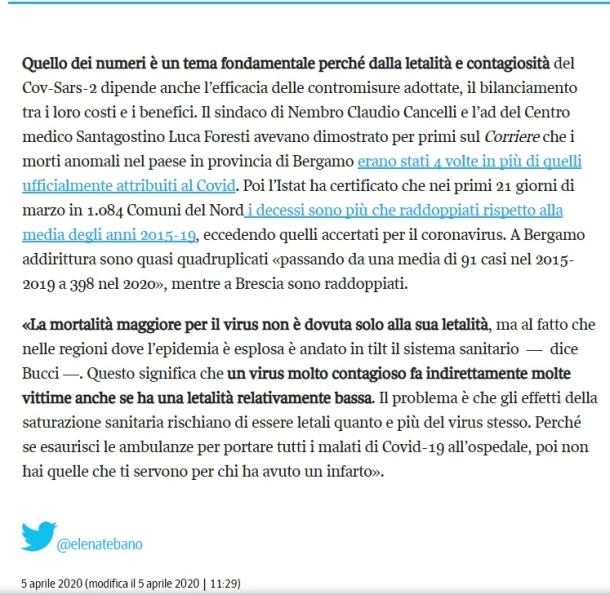 Quello dei numeri è un tema fondamentale perché dalla letalità e contagiosità del
Cov-Sars-2 dipende anche l'efficacia delle contromisure adottate, il bilanciamento
tra i loro costi e i benefici. Il sindaco di Nembro Claudio Cancelli e l'ad del Centro
medico Santagostino Luca Foresti avevano dimostrato per primi sul Corriere che i
morti anomali nel paese in provincia di Bergamo erano stati 4 volte in più di quelli
ufficialmente attribuiti al Covid. Poi l'Istat ha certificato che nei primi 21 giorni di
marzo in 1.084 Comuni del Nord i decessi sono più che raddoppiati rispetto alla
media degli anni 2015-19, eccedendo quelli accertati per il coronavirus. A Bergamo
addirittura sono quasi quadruplicati «passando da una media di 91 casi nel 2015-
2019 a 398 nel 2020», mentre a Brescia sono raddoppiati.
«La mortalità maggiore per il virus non è dovuta solo alla sua letalità, ma al fatto che
nelle regioni dove l'epidemia è esplosa è andato in tilt il sistema sanitario — dice
Bucci —. Questo significa che un virus molto contagioso fa indirettamente molte
vittime anche se ha una letalità relativamente bassa. Il problema è che gli effetti della
saturazione sanitaria rischiano di essere letali quanto e più del virus stesso. Perché
se esaurisci le ambulanze per portare tutti i malati di Covid-19 all'ospedale, poi non
hai quelle che ti servono per chi ha avuto un infarto».
@elenatebano
5 aprile 2020 (modifica il 5 aprile 2020 | 11:29)